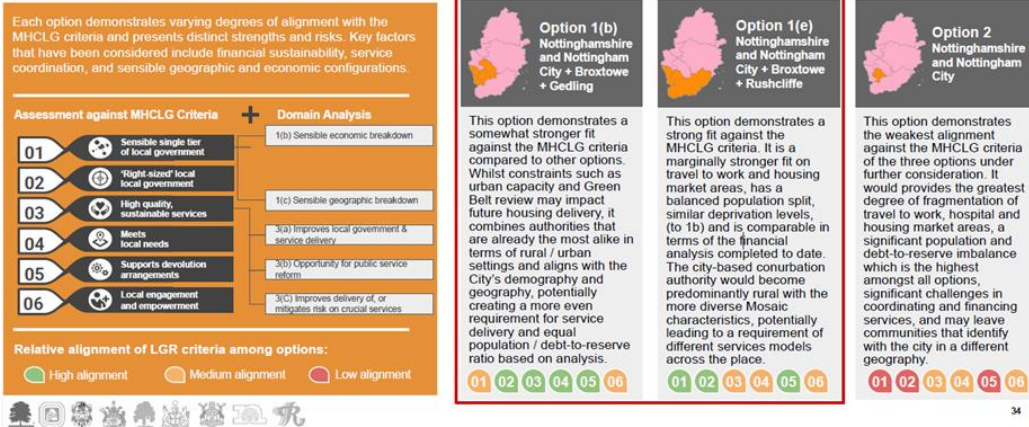 Each option demonstrates varying degrees of alignment with the
MHCLG criteria and presents distinct strengths and risks. Key factors
that have been considered include financial sustainability, service
coordination, and sensible geographic and economic configurations.
Assessment against MHCLG Criteria + Domain Analysis
01 Sensible single tier
of local government
02 'Right-sized' local
local government
03 High quality,
sustainable services
04 Meets
local needs
05 Supports devolution
arrangements
06 Local engagement
and empowerment
1(b) Sensible economic breakdown
1(c) Sensible geographic breakdown
3(a) Improves local government &
service delivery
3(b) Opportunity for public service
reform
3(C) Improves delivery of, or
mitigates risk on crucial services
Relative alignment of LGR criteria among options:
High alignment Medium alignment Low alignment
Option 1(b)
Nottinghamshire
and Nottingham
City + Broxtowe
+ Gedling
This option demonstrates a
somewhat stronger fit
against the MHCLG criteria
compared to other options.
Whilst constraints such as
urban capacity and Green
Belt review may impact
future housing delivery, it
combines authorities that
are already the most alike in
terms of rural / urban
settings and aligns with the
City's demography and
geography, potentially
creating a more even
requirement for service
delivery and equal
population / debt-to-reserve
ratio based on analysis.
01 02 03 04 05 06
Option 1(e)
Nottinghamshire
and Nottingham
City + Broxtowe
+ Rushcliffe
This option demonstrates a
strong fit against the
MHCLG criteria. It is a
marginally stronger fit on
travel to work and housing
market areas, has a
balanced population split,
similar deprivation levels,
(to 1b) and is comparable in
terms of the financial
analysis completed to date.
The city-based conurbation
authority would become
predominantly rural with the
more diverse Mosaic
characteristics, potentially
leading to a requirement of
different services models
across the place.
01 02 03 04 05 06
Option 2
Nottinghamshire
and Nottingham
City
This option demonstrates
the weakest alignment
against the MHCLG criteria
of the three options under
further consideration. It
would provides the greatest
degree of fragmentation of
travel to work, hospital and
housing market areas, a
significant population and
debt-to-reserve imbalance
which is the highest
amongst all options,
significant challenges in
coordinating and financing
services, and may leave
communities that identify
with the city in a different
geography.
01 02 03 04 05 06
34